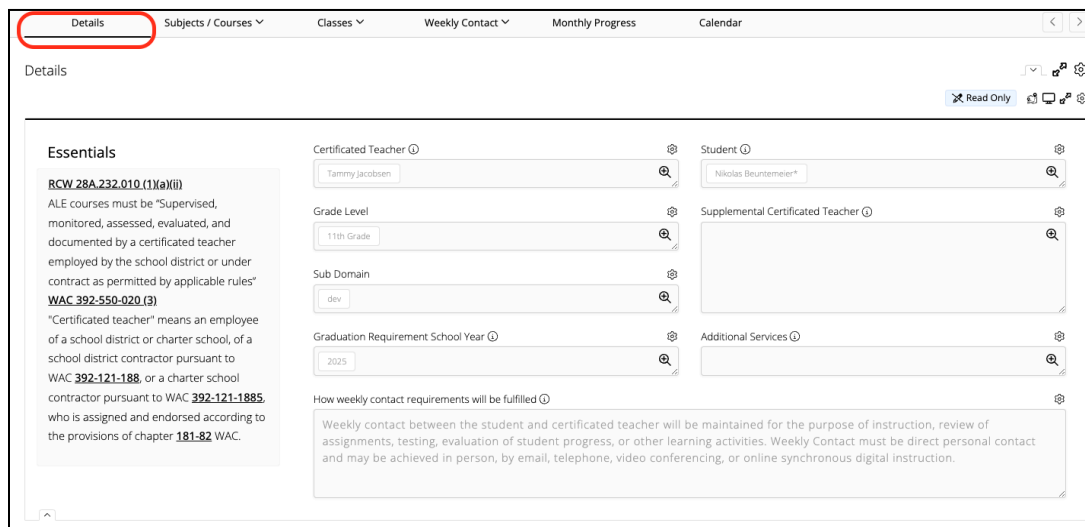 Details Subjects / Courses Classes Weekly Contact Monthly Progress Calendar
Details
Read Only
Essentials
RCW 28A.232.010 (1)(a)(ii)
ALE courses must be “Supervised,
monitored, assessed, evaluated, and
documented by a certificated teacher
employed by the school district or under
contract as permitted by applicable rules”
WAC 392-550-020 (3)
"Certificated teacher" means an employee
of a school district or charter school, of a
school district contractor pursuant to
WAC 392-121-188, or a charter school
contractor pursuant to WAC 392-121-1885,
who is assigned and endorsed according to
the provisions of chapter 181-82 WAC.
Certificated Teacher
Tammy Jacobsen
Student
Nikolas Beuntemeier*
Grade Level
11th Grade
Supplemental Certificated Teacher
Sub Domain
dev
Graduation Requirement School Year
2025
Additional Services
How weekly contact requirements will be fulfilled
Weekly contact between the student and certificated teacher will be maintained for the purpose of instruction, review of
assignments, testing, evaluation of student progress, or other learning activities. Weekly Contact must be direct personal contact
and may be achieved in person, by email, telephone, video conferencing, or online synchronous digital instruction.